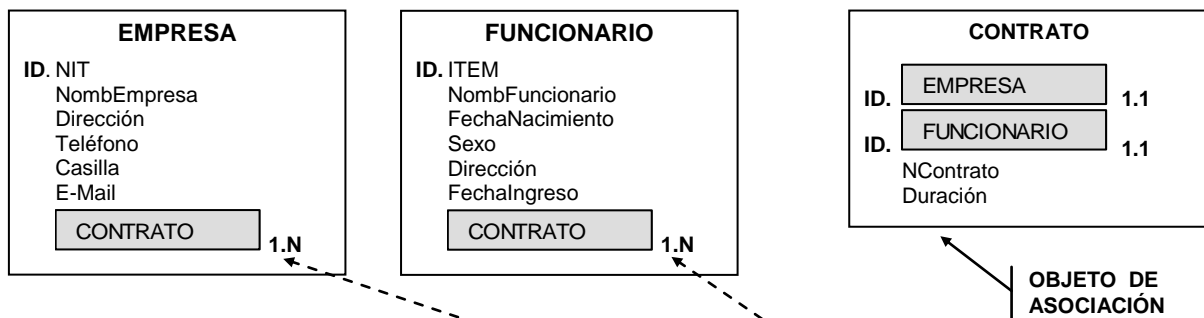 EMPRESA
ID. NIT
NombEmpresa
Dirección
Teléfono
Casilla
E-Mail
CONTRATO
1.N
FUNCIONARIO
ID. ITEM
NombFuncionario
FechaNacimiento
Sexo
Dirección
FechaIngreso
CONTRATO
1.N
CONTRATO
ID. EMPRESA 1.1
ID. FUNCIONARIO 1.1
NContrato
Duración
OBJETO DE
ASOCIACIÓN